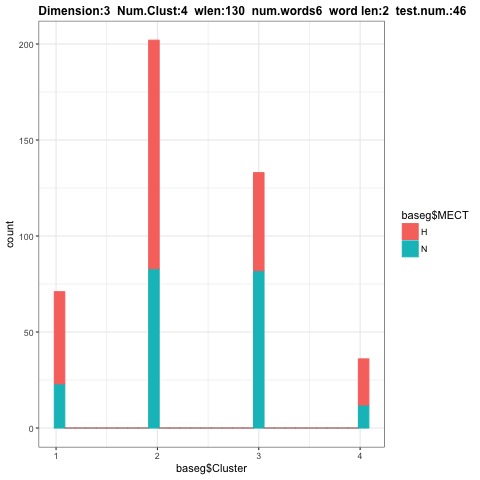 Dimension:3 Num.Clust:4 wlen:130 num.words6 word len:2 test.num.:46
200
150
100
50
0
count
1 2 3 4
baseg$Cluster
baseg$MECT
H
N